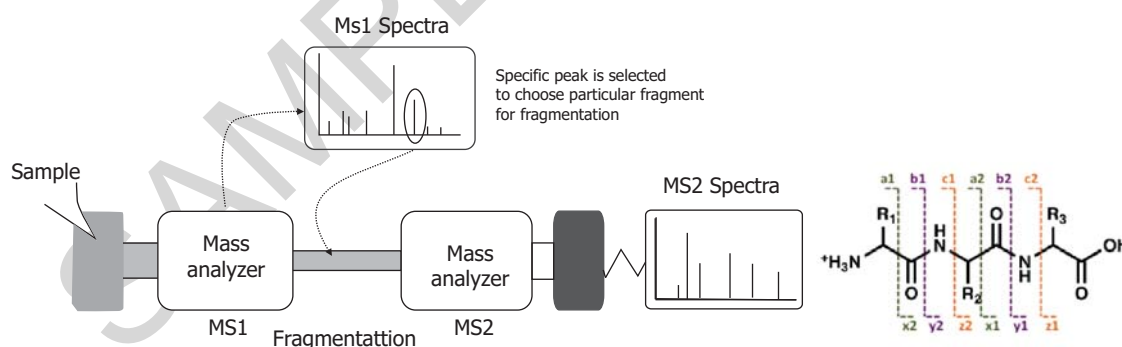 SAMPLE
Ms1 Spectra
Specific peak is selected
to choose particular fragment
for fragmentation
Sample
Mass
analyzer
MS1
Fragmentattion
Mass
analyzer
MS2
MS2 Spectra
a1 b1 c1 a2 b2 c2
R1 O R3
H
N OH
+H3N N
O R2 H O
x2 y2 z2 x1 y1 z1